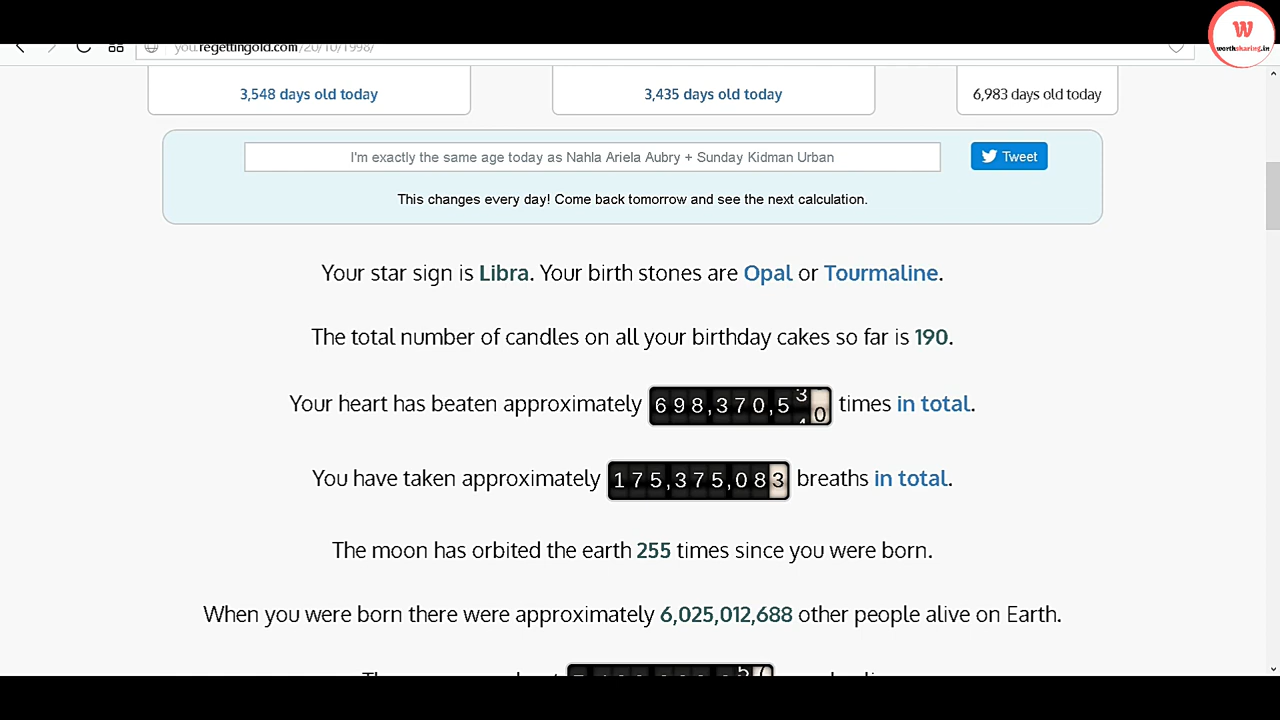 W
worthsharing.in
you.regettingold.com/20/10/1998/
3,548 days old today
3,435 days old today
6,983 days old today
I'm exactly the same age today as Nahla Ariela Aubry + Sunday Kidman Urban
Tweet
This changes every day! Come back tomorrow and see the next calculation.
Your star sign is Libra. Your birth stones are Opal or Tourmaline.
The total number of candles on all your birthday cakes so far is 190.
Your heart has beaten approximately 698,370,5 times in total.
You have taken approximately 175,375,083 breaths in total.
The moon has orbited the earth 255 times since you were born.
When you were born there were approximately 6,025,012,688 other people alive on Earth.